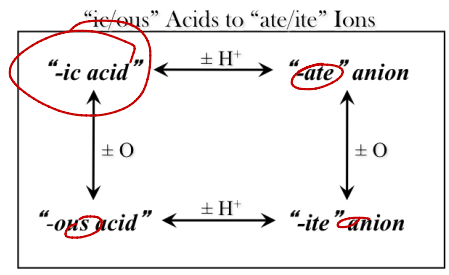 “ic/ous” Acids to “ate/ite” Ions
“-ic acid” ± H⁺ “-ate” anion
± O ± O
“-ous acid” ± H⁺ “-ite” anion